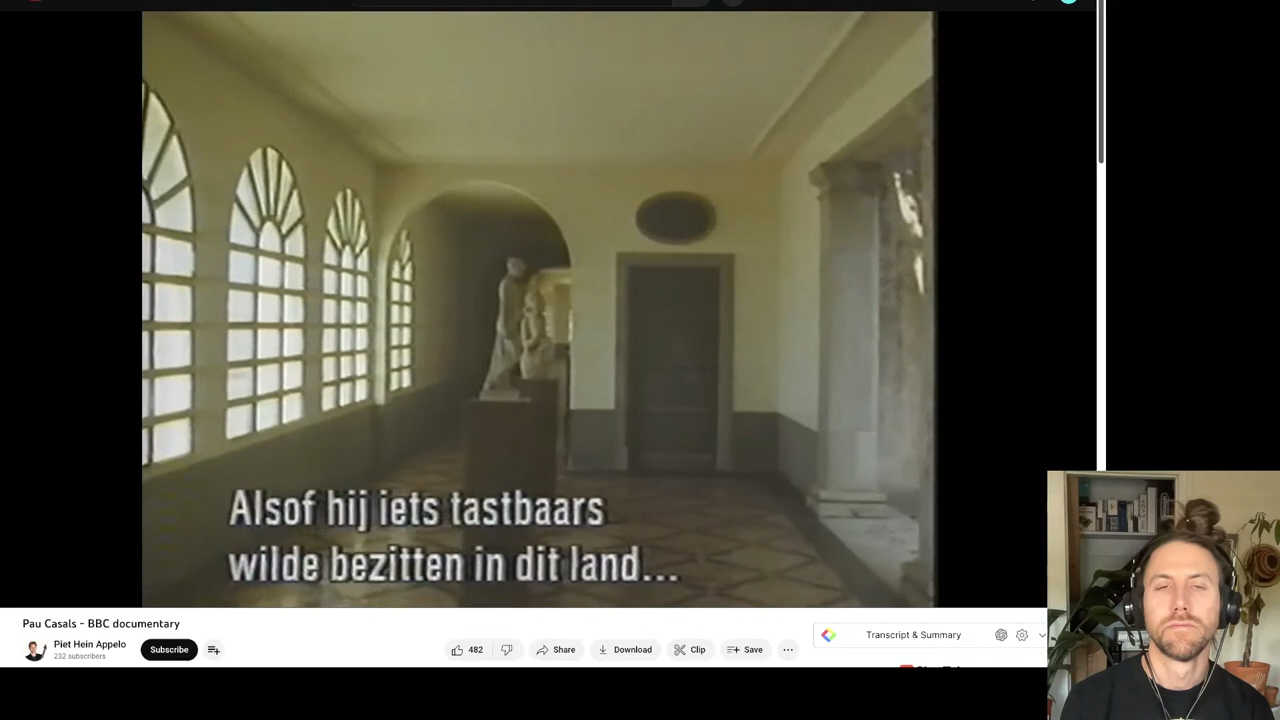 Alsof hij iets tastbaars
wilde bezitten in dit land...
Pau Casals - BBC documentary
Piet Hein Appelo
232 subscribers
Subscribe
482
Share
Download
Clip
Save
Transcript & Summary